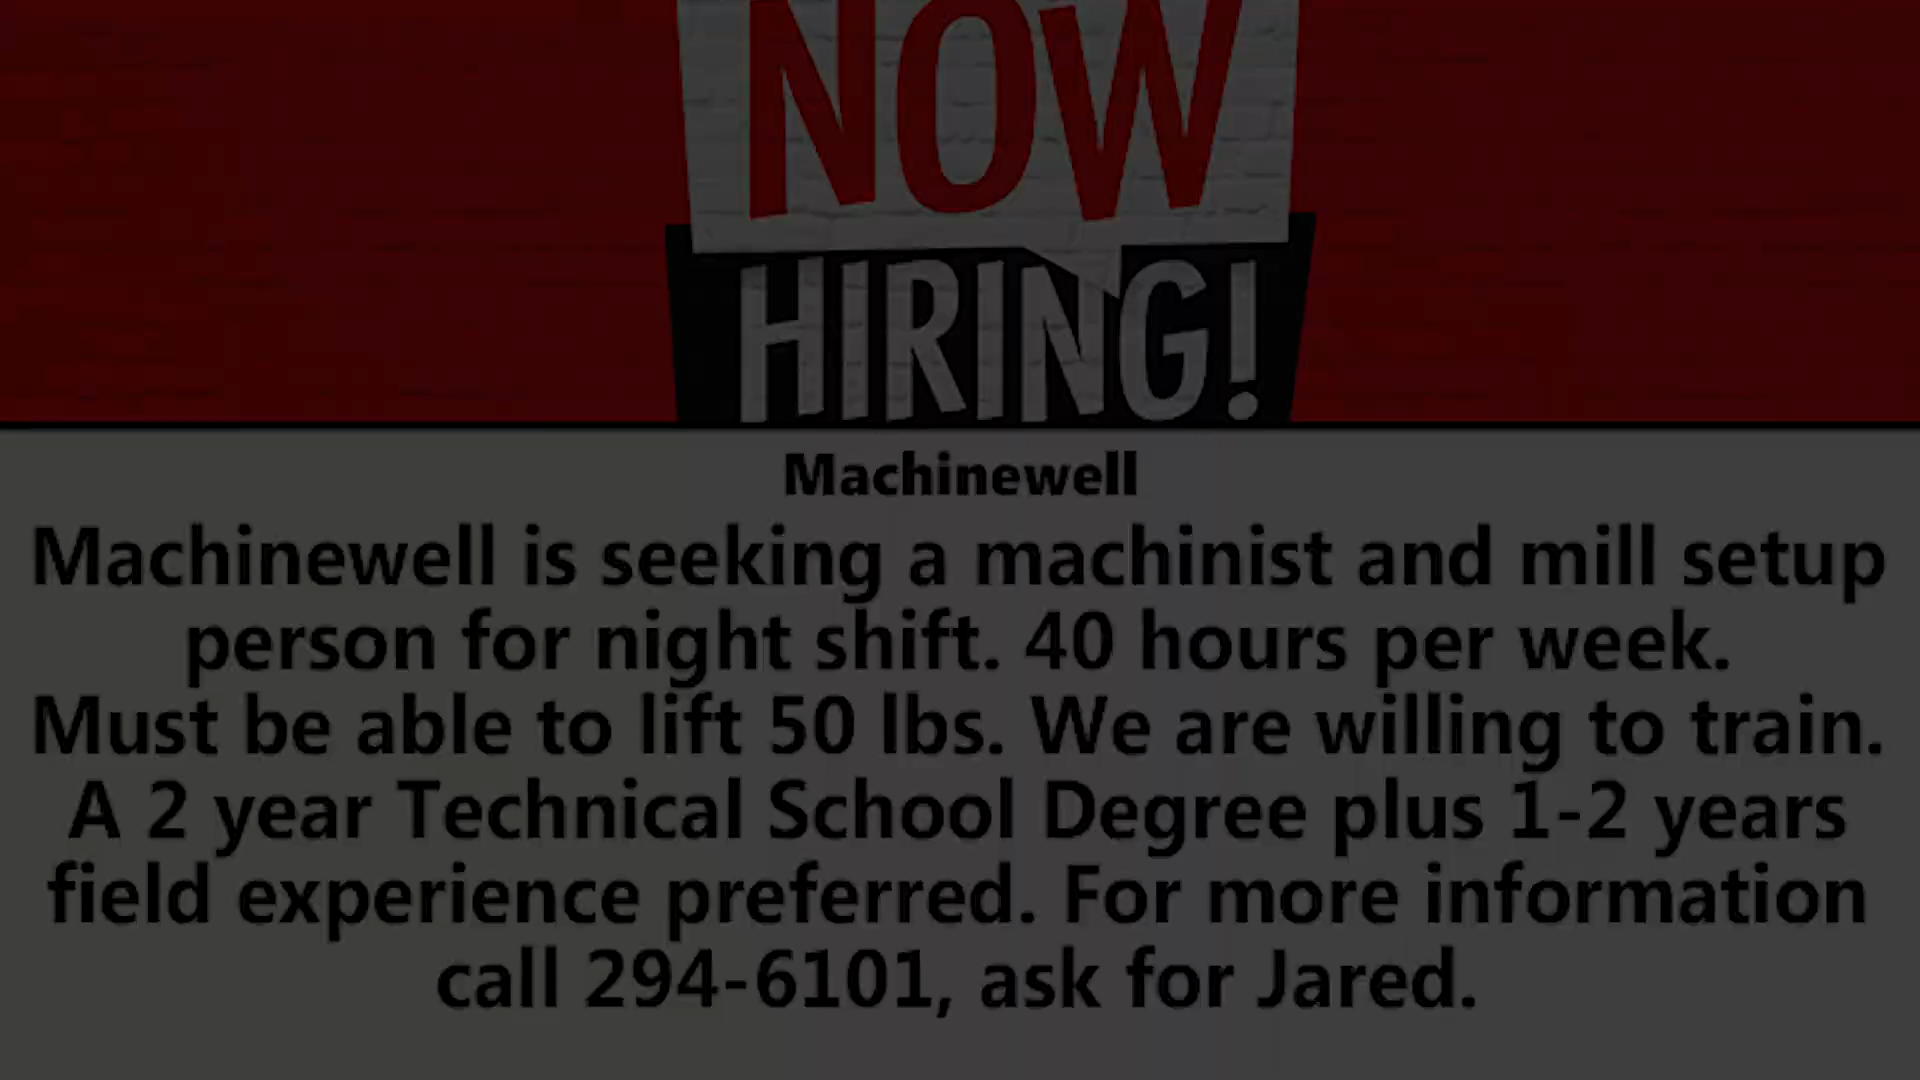 NOW
HIRING!
Machinewell
Machinewell is seeking a machinist and mill setup
person for night shift. 40 hours per week.
Must be able to lift 50 lbs. We are willing to train.
A 2 year Technical School Degree plus 1-2 years
field experience preferred. For more information
call 294-6101, ask for Jared.